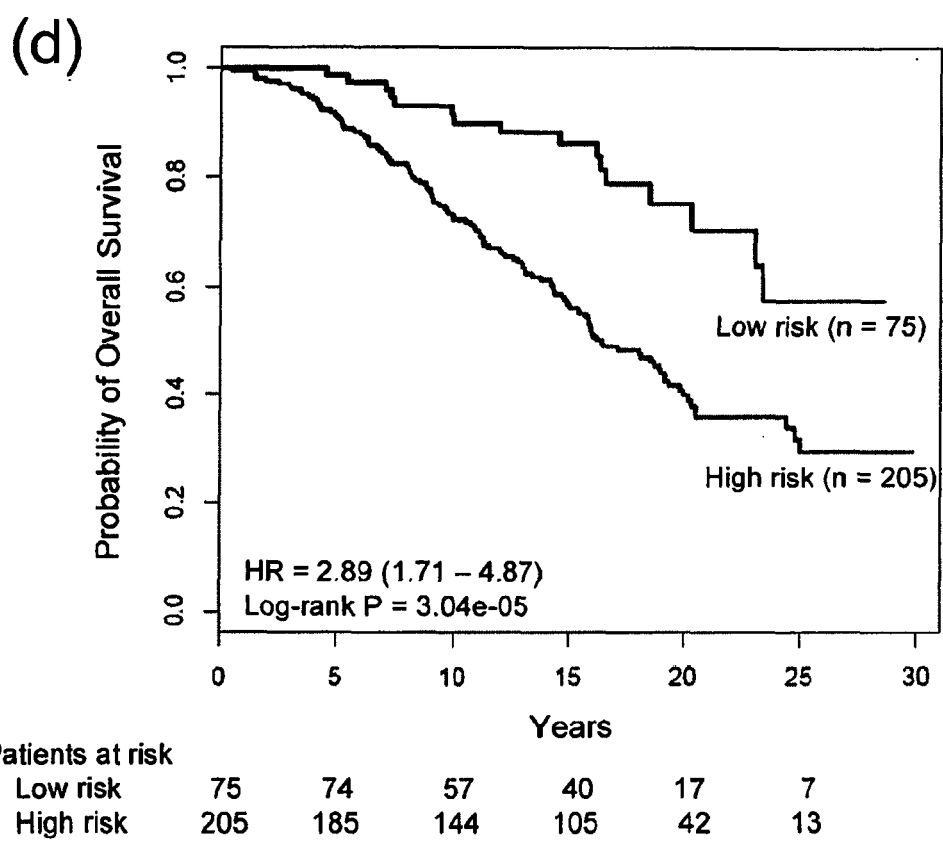 (d)
Probability of Overall Survival
1.0
0.8
0.6
0.4
0.2
0.0
Low risk (n = 75)
High risk (n = 205)
HR = 2.89 (1.71 – 4.87)
Log-rank P = 3.04e-05
0 5 10 15 20 25 30
Years
atients at risk
Low risk 75 74 57 40 17 7
High risk 205 185 144 105 42 13